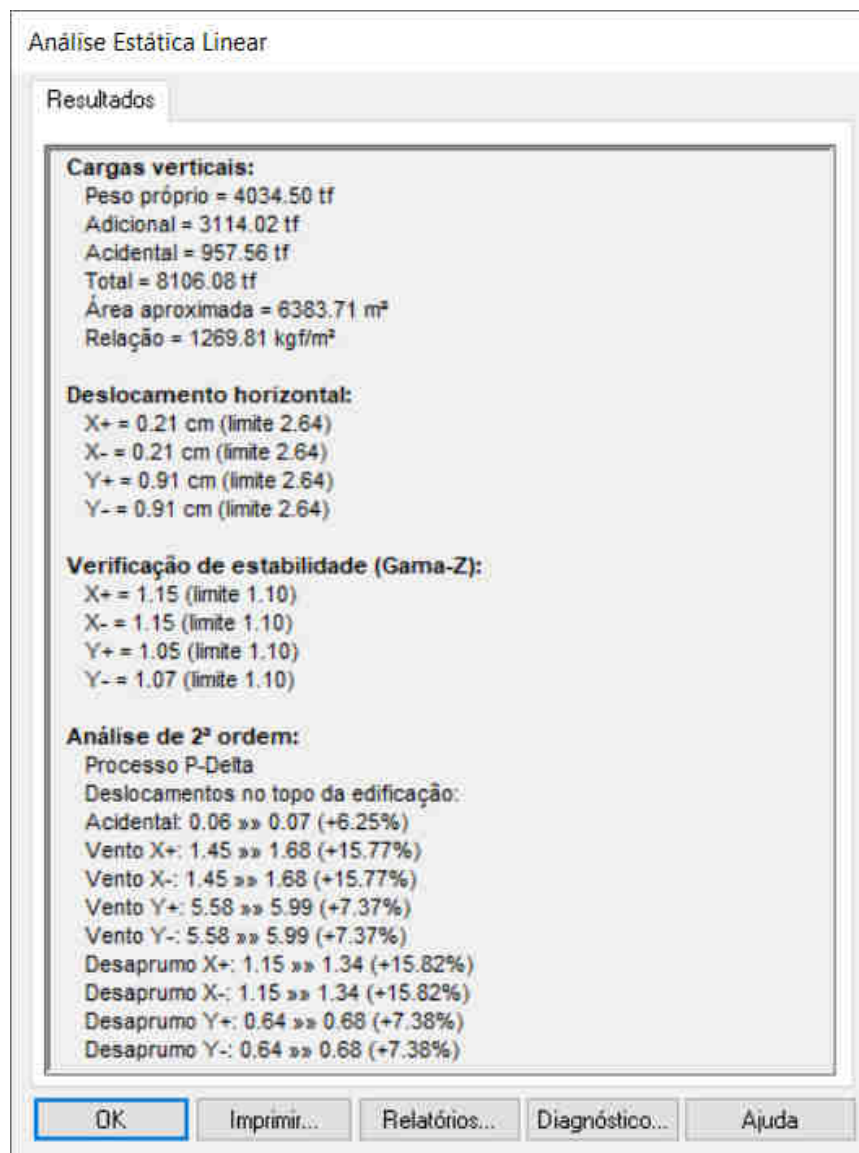 Análise Estática Linear
Resultados
Cargas verticais:
Peso próprio = 4034.50 tf
Adicional = 3114.02 tf
Acidental = 957.56 tf
Total = 8106.08 tf
Área aproximada = 6383.71 m²
Relação = 1269.81 kgf/m²
Deslocamento horizontal:
X+ = 0.21 cm (limite 2.64)
X- = 0.21 cm (limite 2.64)
Y+ = 0.91 cm (limite 2.64)
Y- = 0.91 cm (limite 2.64)
Verificação de estabilidade (Gama-Z):
X+ = 1.15 (limite 1.10)
X- = 1.15 (limite 1.10)
Y+ = 1.05 (limite 1.10)
Y- = 1.07 (limite 1.10)
Análise de 2ª ordem:
Processo P-Delta
Deslocamentos no topo da edificação:
Acidental: 0.06 »» 0.07 (+6.25%)
Vento X+: 1.45 »» 1.68 (+15.77%)
Vento X-: 1.45 »» 1.68 (+15.77%)
Vento Y+: 5.58 »» 5.99 (+7.37%)
Vento Y-: 5.58 »» 5.99 (+7.37%)
Desaprumo X+: 1.15 »» 1.34 (+15.82%)
Desaprumo X-: 1.15 »» 1.34 (+15.82%)
Desaprumo Y+: 0.64 »» 0.68 (+7.38%)
Desaprumo Y-: 0.64 »» 0.68 (+7.38%)
OK Imprimir... Relatórios... Diagnóstico... Ajuda